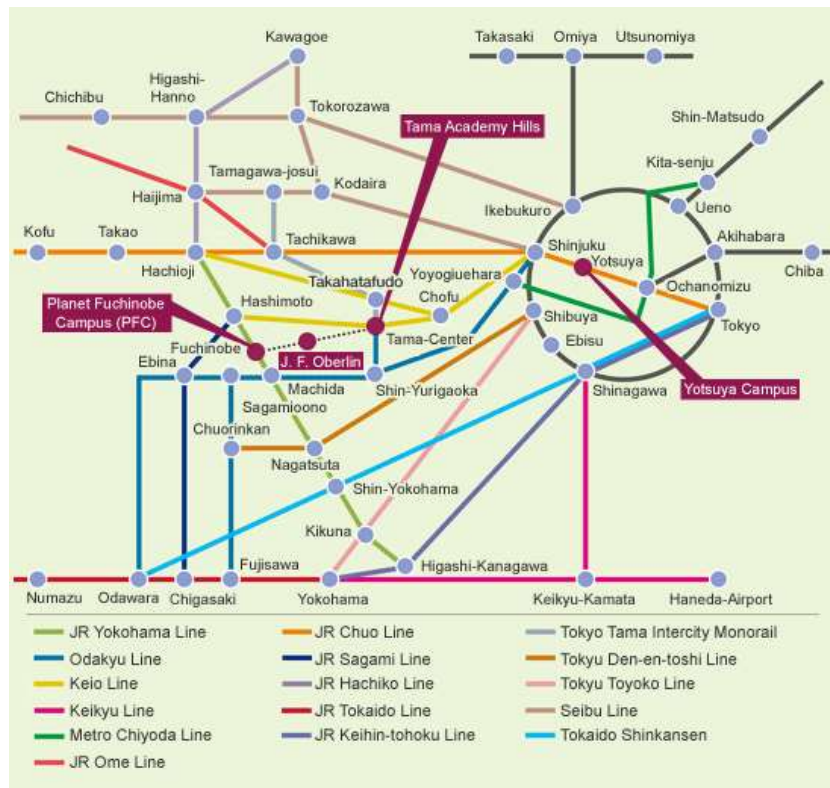 Kawagoe
Takasaki
Omiya
Utsunomiya
Higashi-
Hanno
Chichibu
Tokorozawa
Tama Academy Hills
Shin-Matsudo
Kita-senju
Tamagawa-josui
Kodaira
Haijima
Ikebukuro
Ueno
Kofu
Takao
Tachikawa
Shinjuku
Akihabara
Hachioji
Yoyogiuehara
Yotsuya
Chiba
Takahatafudo
Chofu
Ochanomizu
Planet Fuchinobe
Campus (PFC)
Hashimoto
Shibuya
Tokyo
Tama-Center
Fuchinobe
Ebisu
Ebina
J. F. Oberlin
Machida
Shin-Yurigaoka
Shinagawa
Yotsuya Campus
Sagamioono
Chuorinkan
Nagatsuta
Shin-Yokohama
Kikuna
Fujisawa
Higashi-Kanagawa
Numazu
Odawara
Chigasaki
Yokohama
Keikyu-Kamata
Haneda-Airport
JR Yokohama Line
JR Chuo Line
Tokyo Tama Intercity Monorail
Odakyu Line
JR Sagami Line
Tokyu Den-en-toshi Line
Keio Line
JR Hachiko Line
Tokyu Toyoko Line
Keikyu Line
JR Tokaido Line
Seibu Line
Metro Chiyoda Line
JR Keihin-tohoku Line
Tokaido Shinkansen
JR Ome Line